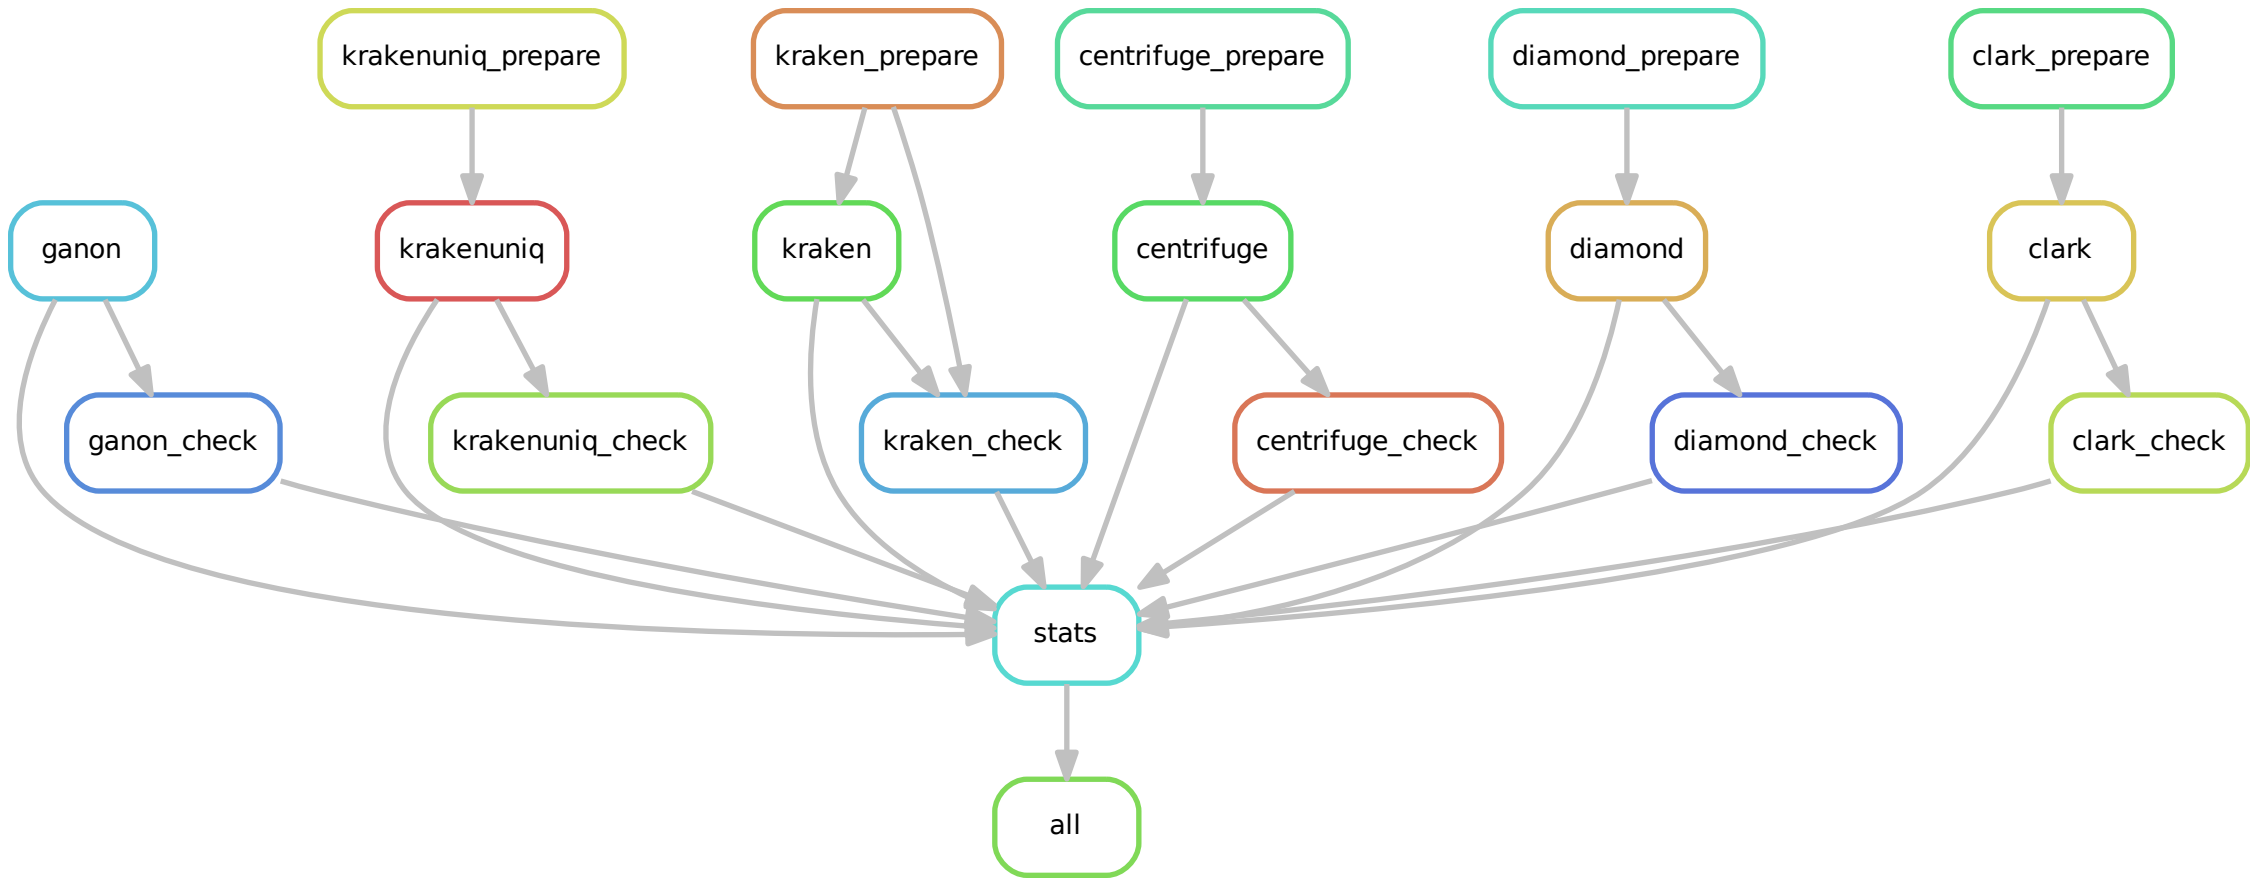 krakenuniq_prepare
kraken_prepare
centrifuge_prepare
diamond_prepare
clark_prepare
ganon
krakenuniq
kraken
centrifuge
diamond
clark
ganon_check
krakenuniq_check
kraken_check
centrifuge_check
diamond_check
clark_check
stats
all